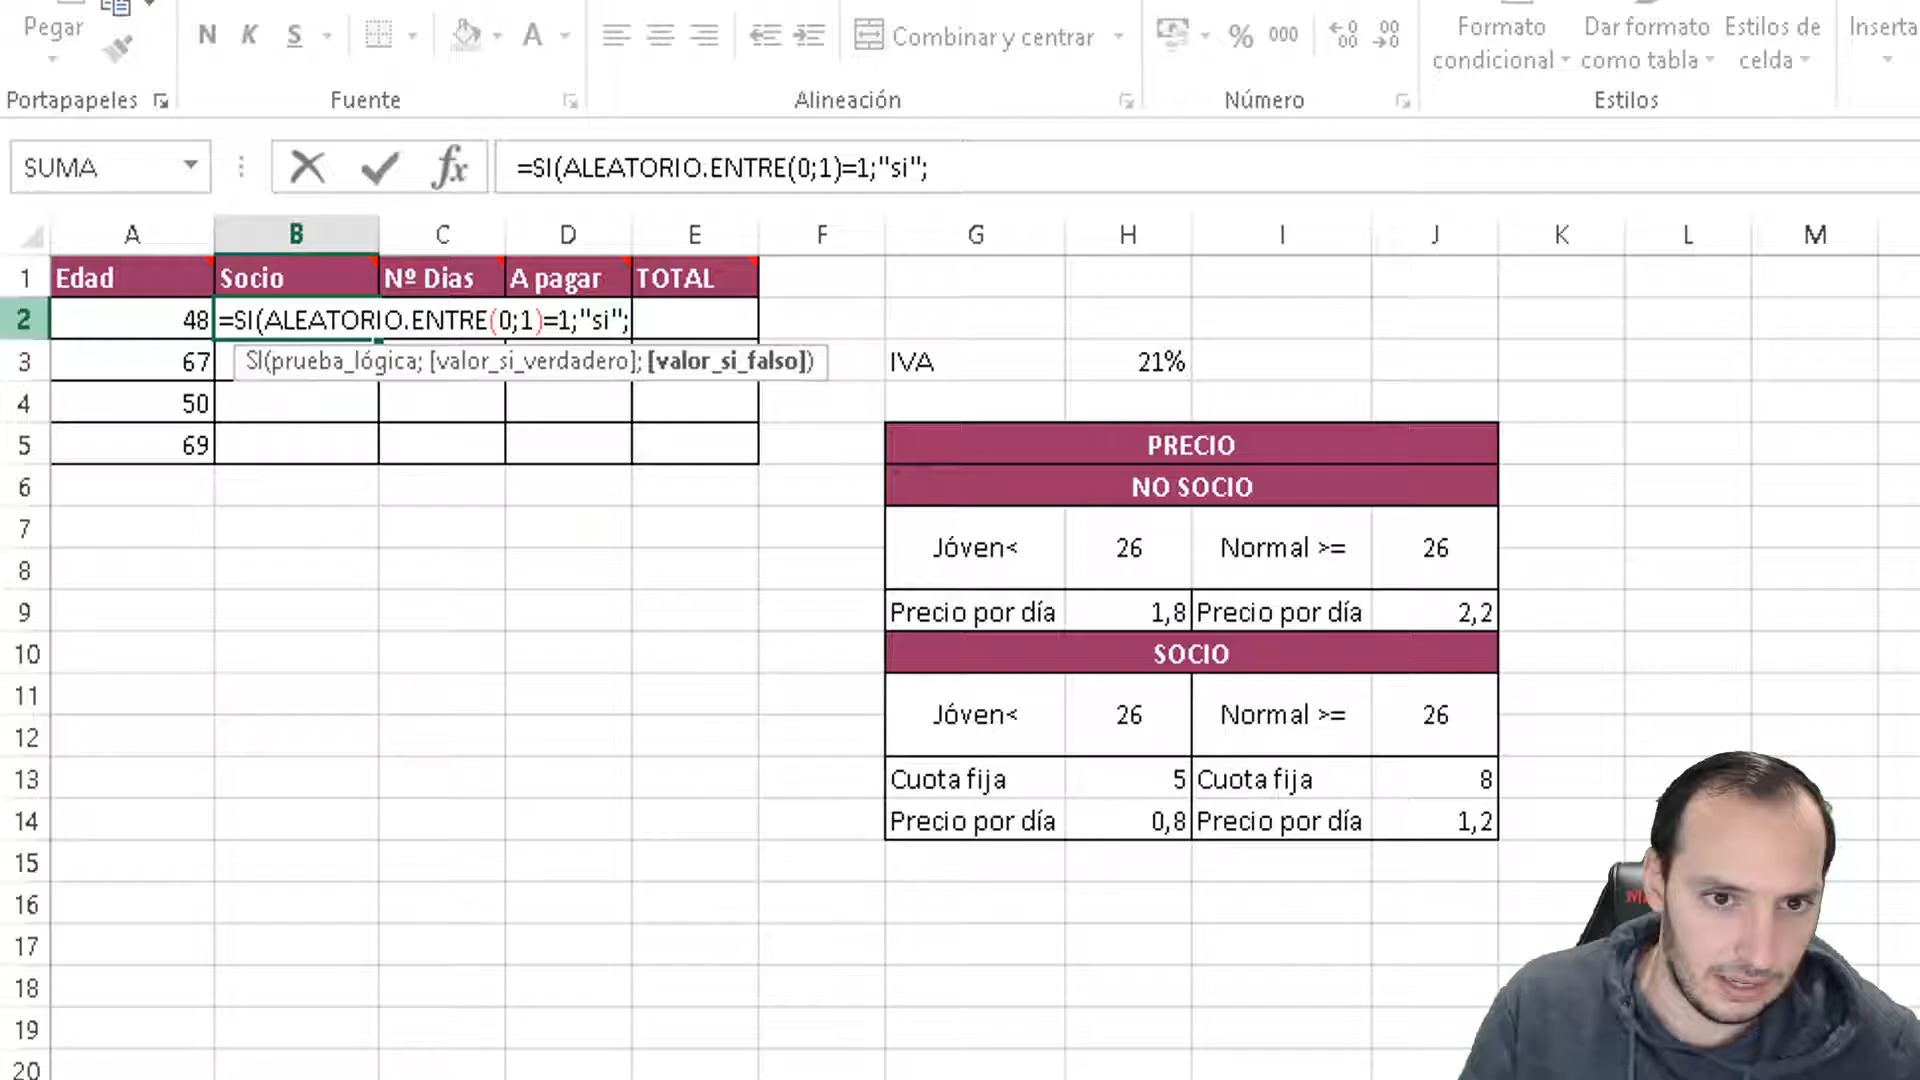 Pegar
N K S A
Combinar y centrar
% 000
Formato condicional
Dar formato como tabla
Estilos de celda
Inserta
Portapapeles
Fuente
Alineación
Número
Estilos
SUMA
fx
=SI(ALEATORIO.ENTRE(0;1)=1;"si";
A B C D E F G H I J K L M
1 Edad Socio Nº Dias A pagar TOTAL
2 48 =SI(ALEATORIO.ENTRE(0;1)=1;"si";
SI(prueba_lógica; [valor_si_verdadero]; [valor_si_falso])
3 67 IVA 21%
4 50
5 69 PRECIO
6 NO SOCIO
7
Jóven< 26 Normal >= 26
8
9 Precio por día 1,8 Precio por día 2,2
10 SOCIO
11
Jóven< 26 Normal >= 26
12
13 Cuota fija 5 Cuota fija 8
14 Precio por día 0,8 Precio por día 1,2
15
16
17
18
19
20